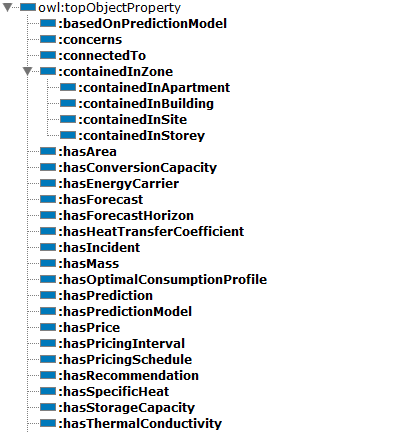 owl:topObjectProperty
:basedOnPredictionModel
:concerns
:connectedTo
:containedInZone
:containedInApartment
:containedInBuilding
:containedInSite
:containedInStorey
:hasArea
:hasConversionCapacity
:hasEnergyCarrier
:hasForecast
:hasForecastHorizon
:hasHeatTransferCoefficient
:hasIncident
:hasMass
:hasOptimalConsumptionProfile
:hasPrediction
:hasPredictionModel
:hasPrice
:hasPricingInterval
:hasPricingSchedule
:hasRecommendation
:hasSpecificHeat
:hasStorageCapacity
:hasThermalConductivity